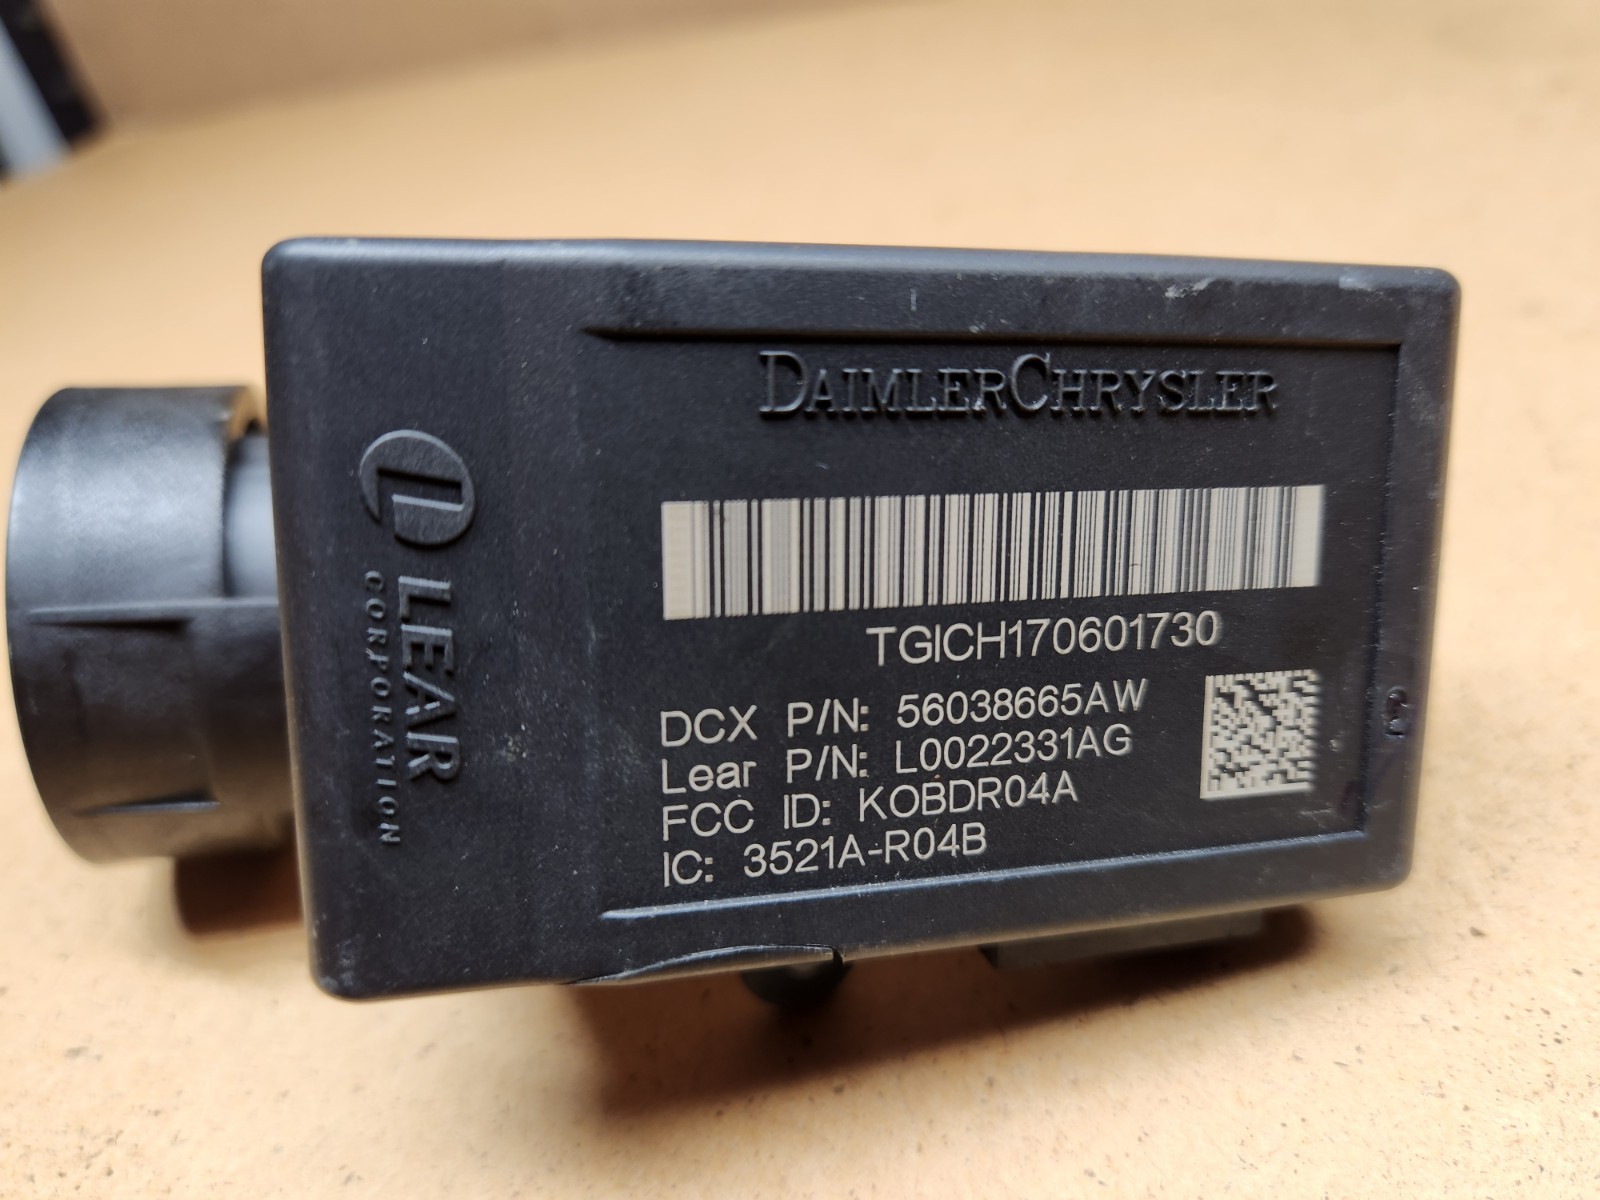 DAIMLERCHRYSLER
TGICH170601730
DCX P/N: 56038665AW
Lear P/N: L0022331AG
FCC ID: KOBDR04A
IC: 3521A-R04B
LEAR
CORPORATION